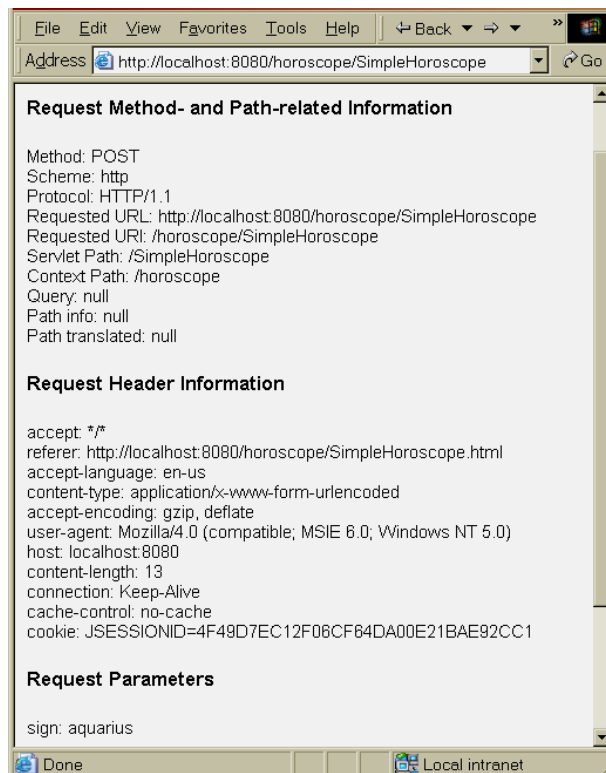 File Edit View Favorites Tools Help Back »
Address http://localhost:8080/horoscope/SimpleHoroscope Go
Request Method- and Path-related Information
Method: POST
Scheme: http
Protocol: HTTP/1.1
Requested URL: http://localhost:8080/horoscope/SimpleHoroscope
Requested URI: /horoscope/SimpleHoroscope
Servlet Path: /SimpleHoroscope
Context Path: /horoscope
Query: null
Path info: null
Path translated: null
Request Header Information
accept: */*
referer: http://localhost:8080/horoscope/SimpleHoroscope.html
accept-language: en-us
content-type: application/x-www-form-urlencoded
accept-encoding: gzip, deflate
user-agent: Mozilla/4.0 (compatible; MSIE 6.0; Windows NT 5.0)
host: localhost:8080
content-length: 13
connection: Keep-Alive
cache-control: no-cache
cookie: JSESSIONID=4F49D7EC12F06CF64DA00E21BAE92CC1
Request Parameters
sign: aquarius
Done Local intranet